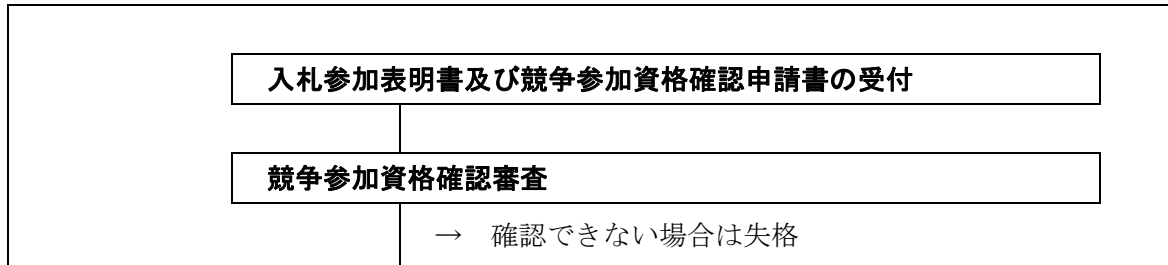 入札参加表明書及び競争参加資格確認申請書の受付
競争参加資格確認審査
→　確認できない場合は失格